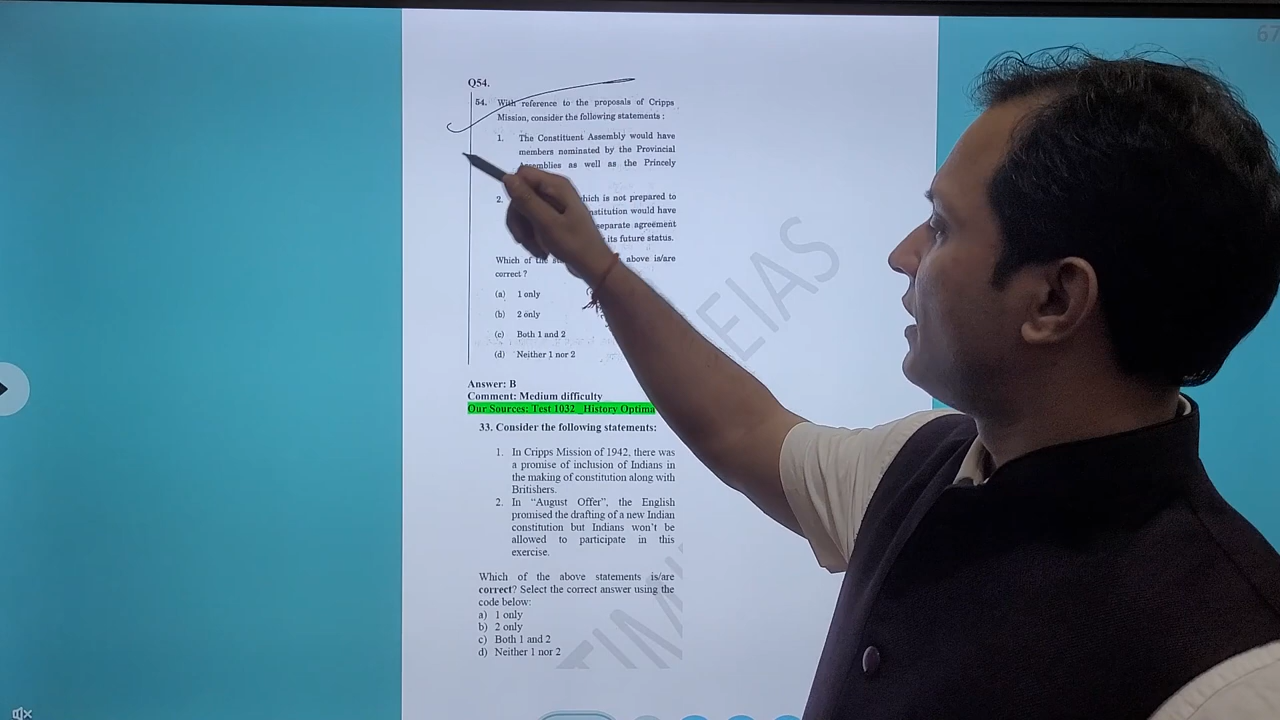 67
Q54.
54. With reference to the proposals of Cripps
Mission, consider the following statements :
1. The Constituent Assembly would have
members nominated by the Provincial
Assemblies as well as the Princely
2. which is not prepared to
would have
separate agreement
its future status.
Which of the above is/are
correct ?
(a) 1 only
(b) 2 only
(c) Both 1 and 2
(d) Neither 1 nor 2
Answer: B
Comment: Medium difficulty
Our Sources: Test 1032_History Optima
33. Consider the following statements:
1. In Cripps Mission of 1942, there was
a promise of inclusion of Indians in
the making of constitution along with
Britishers.
2. In “August Offer”, the English
promised the drafting of a new Indian
constitution but Indians won’t be
allowed to participate in this
exercise.
Which of the above statements is/are
correct? Select the correct answer using the
code below:
a) 1 only
b) 2 only
c) Both 1 and 2
d) Neither 1 nor 2